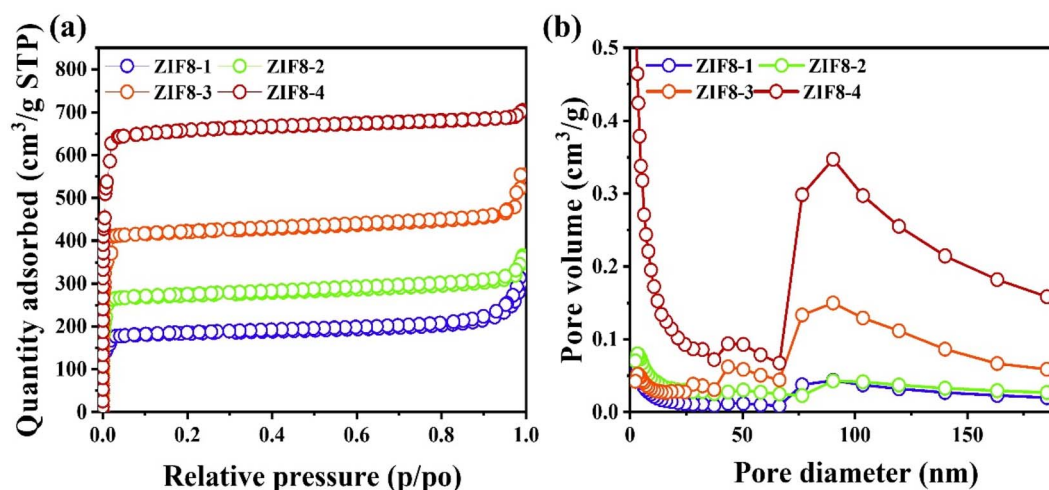 (a)
Quantity adsorbed (cm³/g STP)
800
700
600
500
400
300
200
100
0
ZIF8-1 ZIF8-2
ZIF8-3 ZIF8-4
0.0 0.2 0.4 0.6 0.8 1.0
Relative pressure (p/po)
(b)
Pore volume (cm³/g)
0.5
0.4
0.3
0.2
0.1
0.0
ZIF8-1 ZIF8-2
ZIF8-3 ZIF8-4
0 50 100 150
Pore diameter (nm)